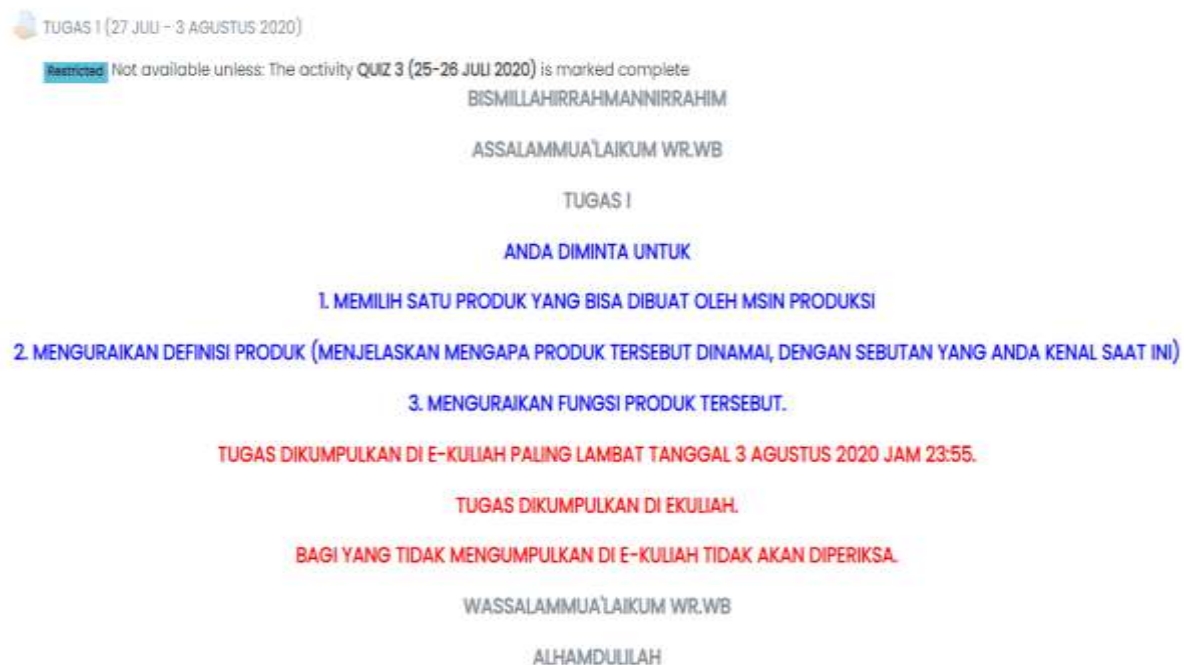 TUGAS 1 (27 JULI - 3 AGUSTUS 2020)
Restricted Not available unless: The activity QUIZ 3 (25-26 JULI 2020) is marked complete
BISMILLAHIRRAHMANNIRRAHIM
ASSALAMMUA'LAIKUM WR.WB
TUGAS I
ANDA DIMINTA UNTUK
1. MEMILIH SATU PRODUK YANG BISA DIBUAT OLEH MSIN PRODUKSI
2. MENGURAIKAN DEFINISI PRODUK (MENJELASKAN MENGAPA PRODUK TERSEBUT DINAMAI, DENGAN SEBUTAN YANG ANDA KENAL SAAT INI)
3. MENGURAIKAN FUNGSI PRODUK TERSEBUT.
TUGAS DIKUMPULKAN DI E-KULIAH PALING LAMBAT TANGGAL 3 AGUSTUS 2020 JAM 23:55.
TUGAS DIKUMPULKAN DI EKULIAH.
BAGI YANG TIDAK MENGUMPULKAN DI E-KULIAH TIDAK AKAN DIPERIKSA.
WASSALAMMUA'LAIKUM WR.WB
ALHAMDULILAH